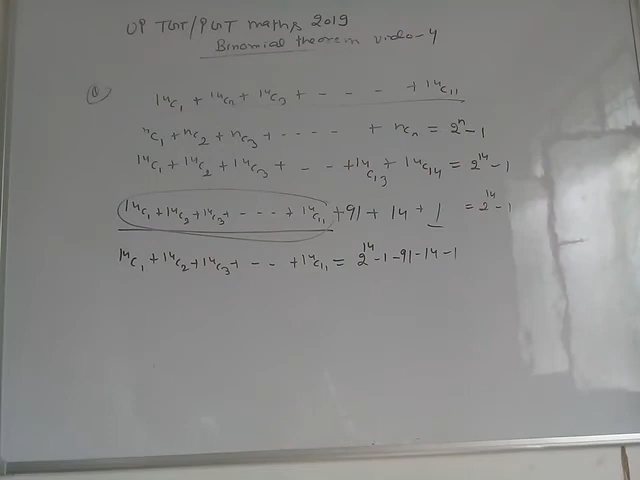 UP TGT/PGT maths 2019
Binomial theorem video-4
① ¹⁴C₁ + ¹⁴C₂ + ¹⁴C₃ + - - - + ¹⁴C₁₁
ⁿC₁ + ⁿC₂ + ⁿC₃ + - - - - + ⁿCₙ = 2ⁿ - 1
¹⁴C₁ + ¹⁴C₂ + ¹⁴C₃ + - - + ¹⁴C₁₃ + ¹⁴C₁₄ = 2¹⁴ - 1
¹⁴C₁ + ¹⁴C₂ + ¹⁴C₃ + - - - + ¹⁴C₁₁ + 91 + 14 + 1 = 2¹⁴ - 1
¹⁴C₁ + ¹⁴C₂ + ¹⁴C₃ + - - + ¹⁴C₁₁ = 2¹⁴ - 1 - 91 - 14 - 1